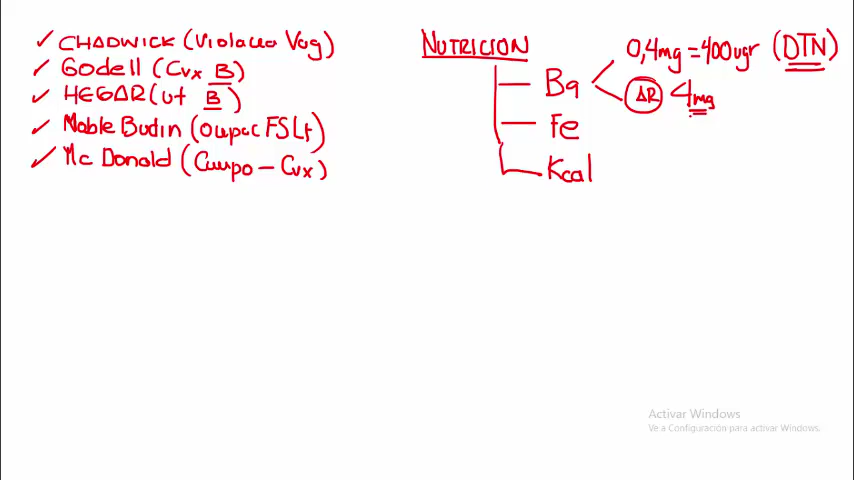 ✓ CHADWICK (Violaceo Vag)
✓ Godell (Cvx B)
✓ HEGAR (ut B)
✓ Noble Budin (Ocupac FSLt)
✓ Mc Donald (Cuerpo – Cvx)
NUTRICION
B9
0,4mg = 400ugr (DTN)
AR 4mg
Fe
Kcal
Activar Windows
Ve a Configuración para activar Windows.